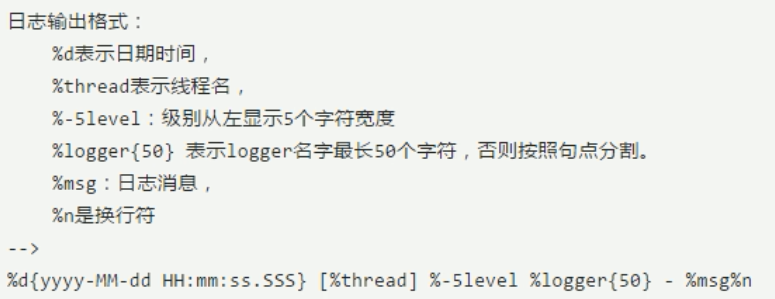 日志输出格式：
%d表示日期时间，
%thread表示线程名，
%-5level：级别从左显示5个字符宽度
%logger{50} 表示logger名字最长50个字符，否则按照句点分割。
%msg：日志消息，
%n是换行符
-->
%d{yyyy-MM-dd HH:mm:ss.SSS} [%thread] %-5level %logger{50} - %msg%n